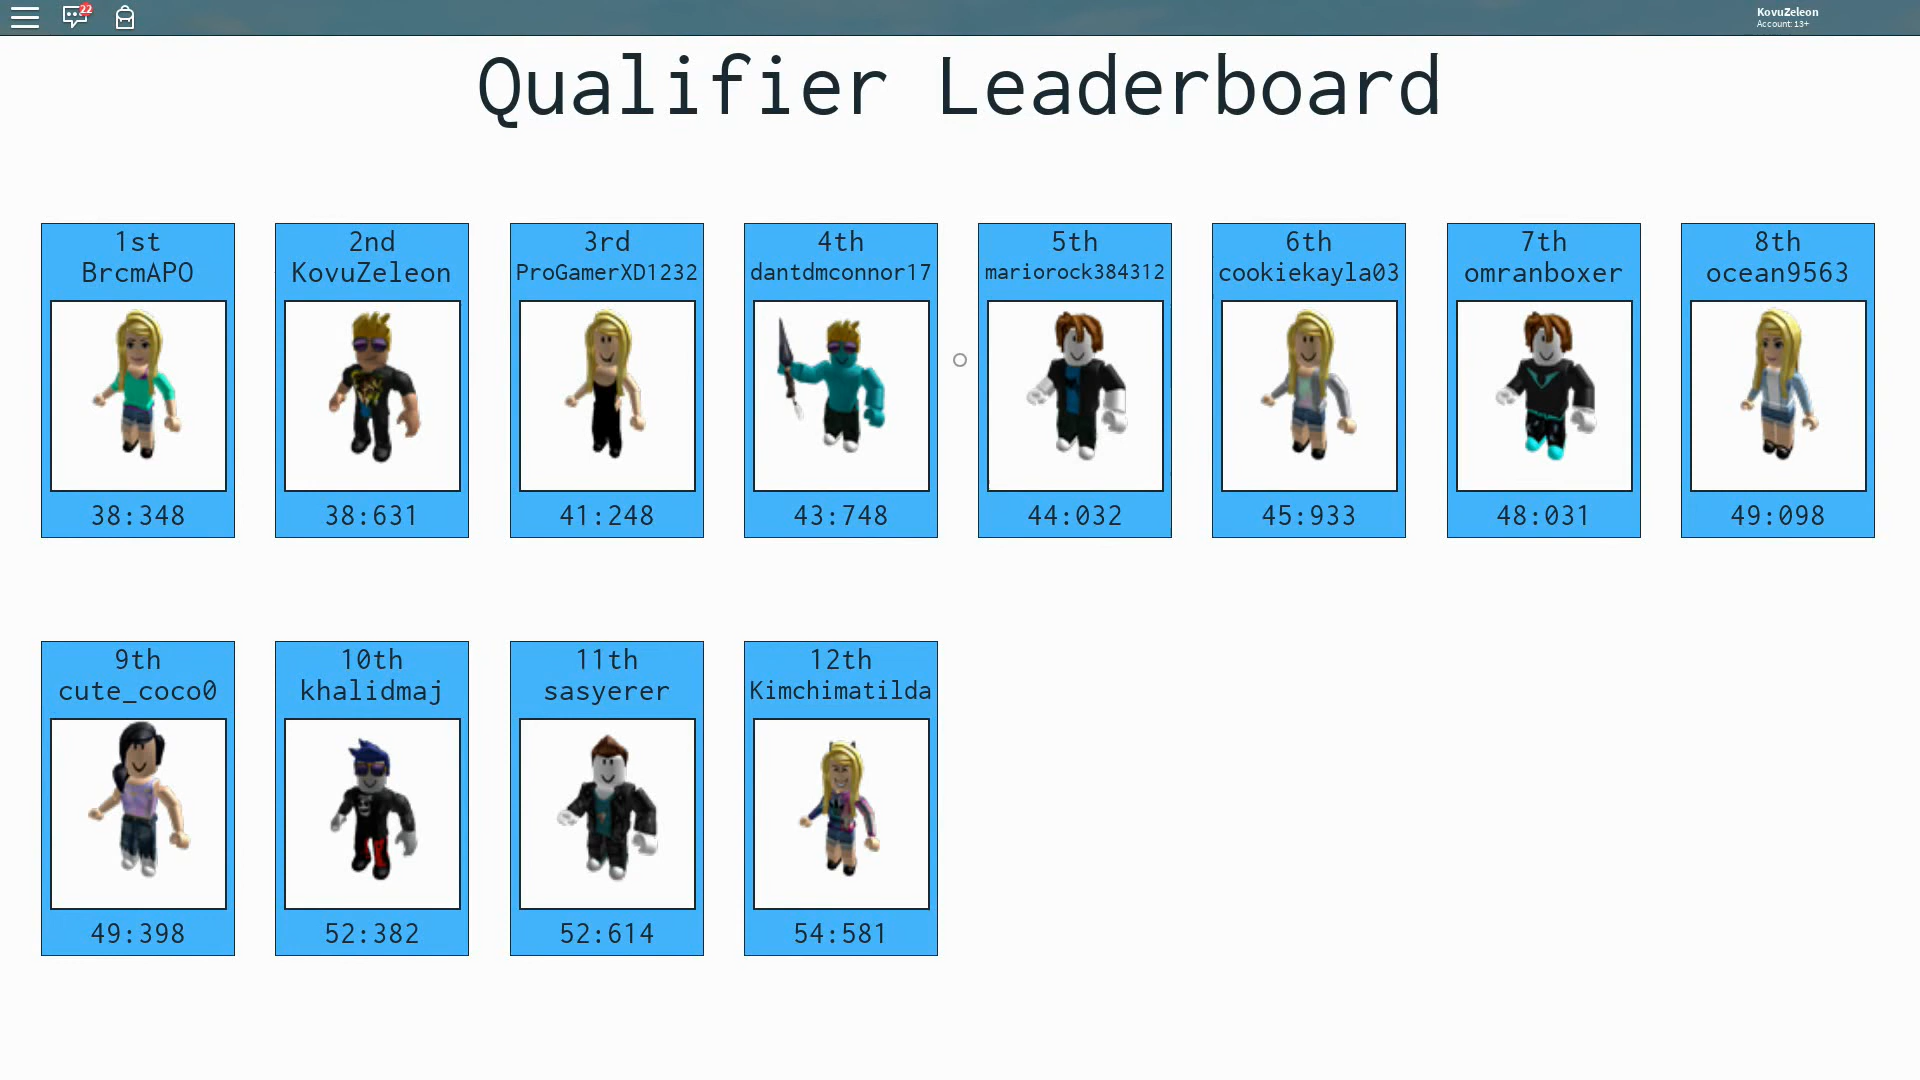 22
KovuZeleon
Account: 13+
Qualifier Leaderboard
1st
BrcmAPO
38:348
2nd
KovuZeleon
38:631
3rd
ProGamerXD1232
41:248
4th
dantdmconnor17
43:748
5th
mariorock384312
44:032
6th
cookiekayla03
45:933
7th
omranboxer
48:031
8th
ocean9563
49:098
9th
cute_coco0
49:398
10th
khalidmaj
52:382
11th
sasyerer
52:614
12th
Kimchimatilda
54:581